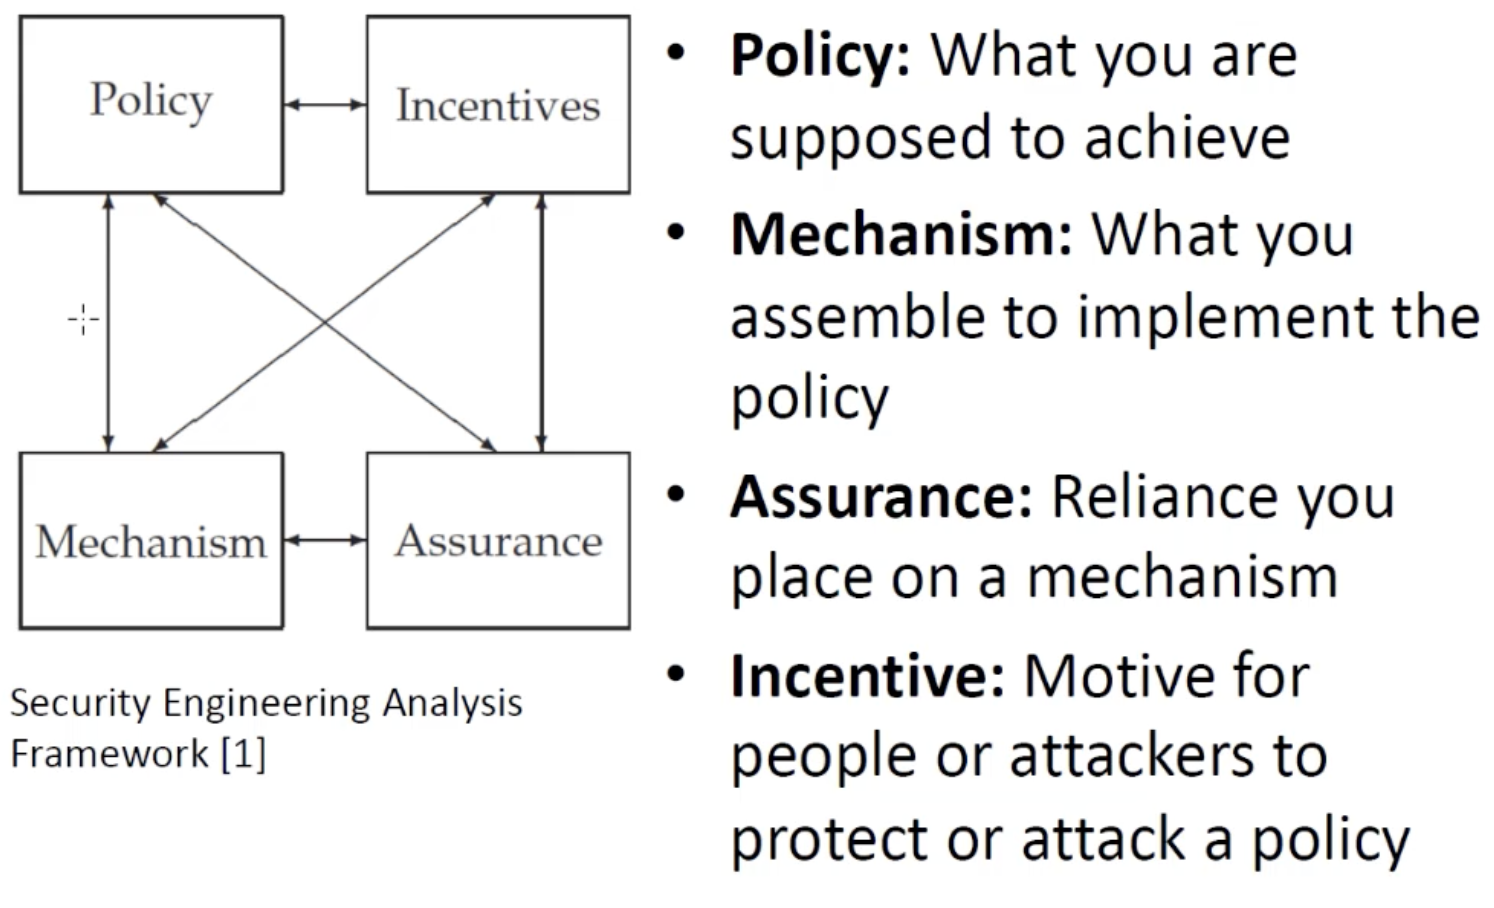 Policy
Incentives
Mechanism
Assurance
Security Engineering Analysis
Framework [1]
• Policy: What you are
supposed to achieve
• Mechanism: What you
assemble to implement the
policy
• Assurance: Reliance you
place on a mechanism
• Incentive: Motive for
people or attackers to
protect or attack a policy